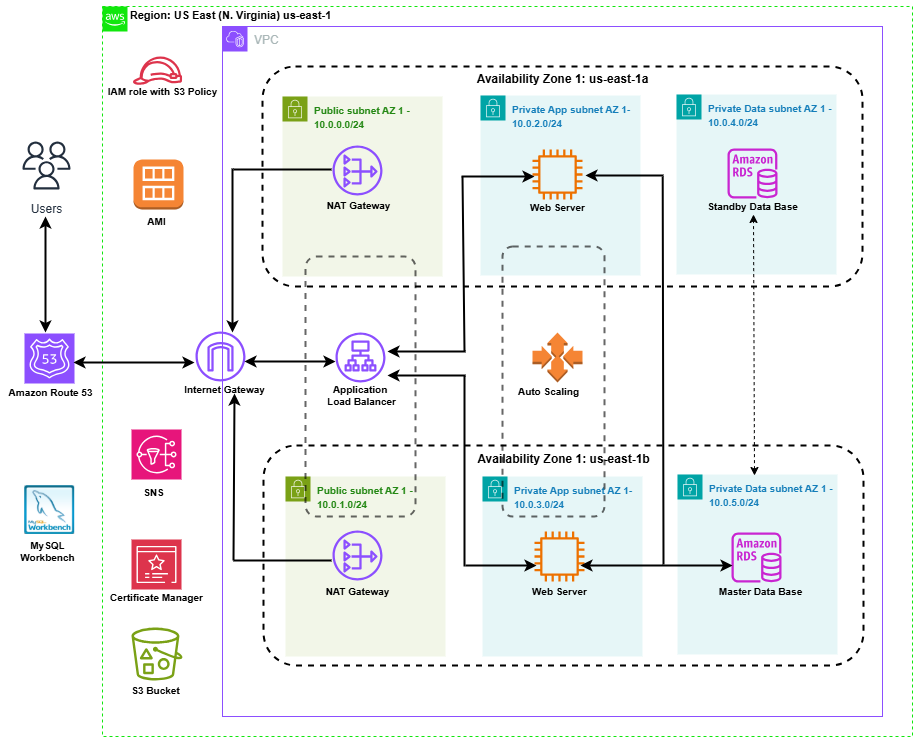 aws
Region: US East (N. Virginia) us-east-1
VPC
IAM role with S3 Policy
Availability Zone 1: us-east-1a
Public subnet AZ 1 -
10.0.0.0/24
Private App subnet AZ 1-
10.0.2.0/24
Private Data subnet AZ 1 -
10.0.4.0/24
NAT Gateway
Web Server
Amazon
RDS
Standby Data Base
Users
AMI
53
Amazon Route 53
Internet Gateway
Application
Load Balancer
Auto Scaling
Availability Zone 1: us-east-1b
Public subnet AZ 1 -
10.0.1.0/24
Private App subnet AZ 1-
10.0.3.0/24
Private Data subnet AZ 1 -
10.0.5.0/24
SNS
MySQL
Workbench
MySQL
Workbench
NAT Gateway
Web Server
Amazon
RDS
Master Data Base
Certificate Manager
S3 Bucket